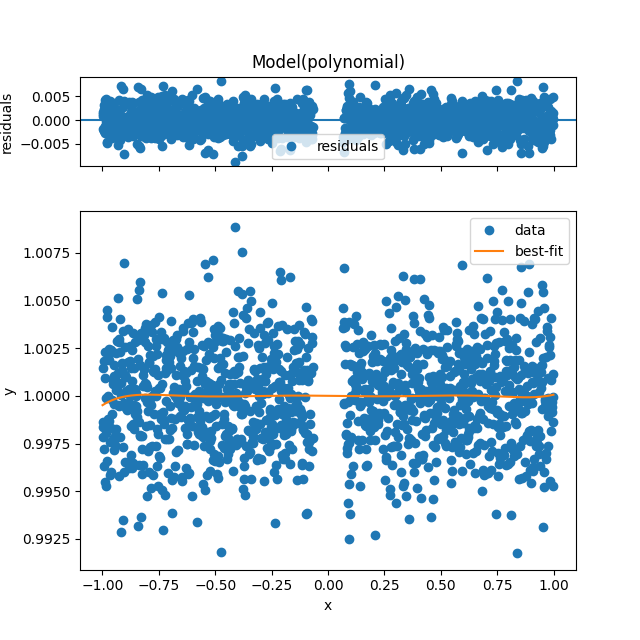 Model(polynomial)
residuals
0.005
0.000
−0.005
residuals
y
1.0075
1.0050
1.0025
1.0000
0.9975
0.9950
0.9925
data
best-fit
−1.00 −0.75 −0.50 −0.25 0.00 0.25 0.50 0.75 1.00
x